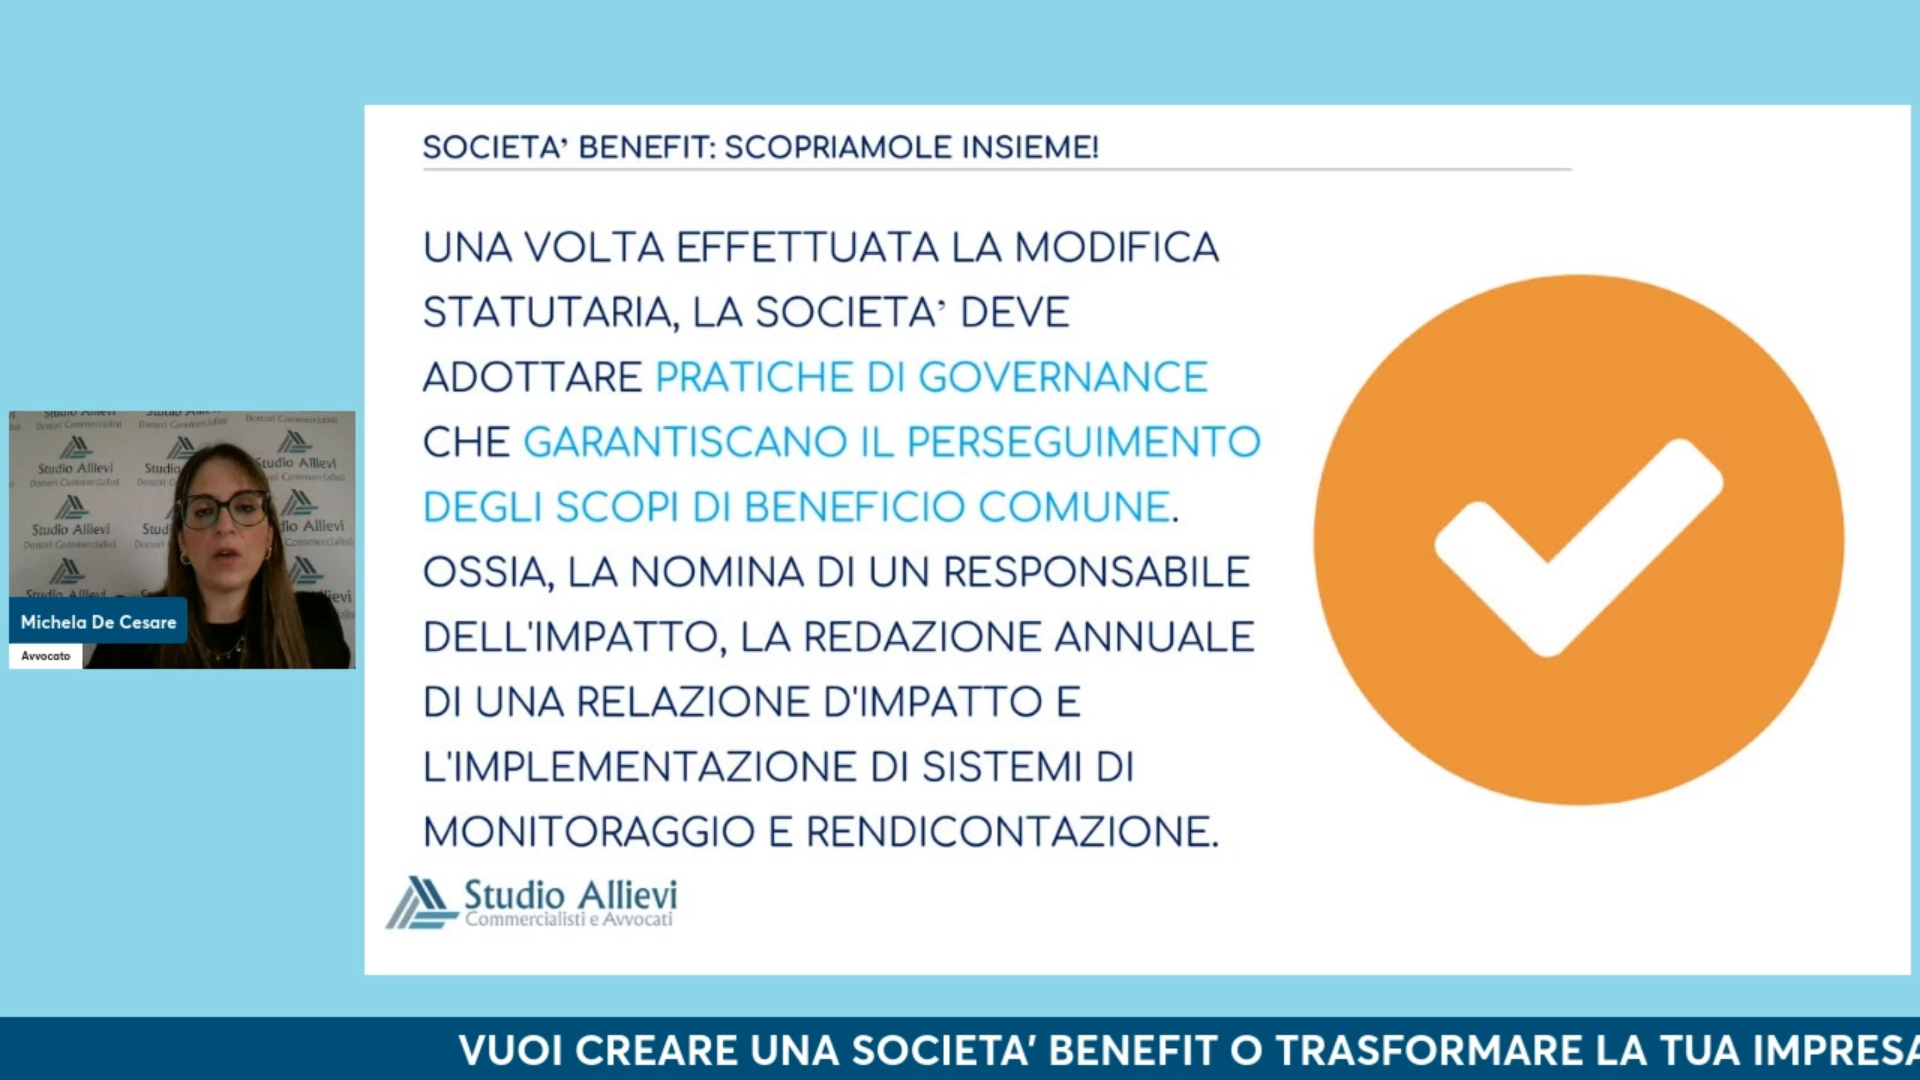 SOCIETA’ BENEFIT: SCOPRIAMOLE INSIEME!
UNA VOLTA EFFETTUATA LA MODIFICA
STATUTARIA, LA SOCIETA’ DEVE
ADOTTARE PRATICHE DI GOVERNANCE
CHE GARANTISCANO IL PERSEGUIMENTO
DEGLI SCOPI DI BENEFICIO COMUNE.
OSSIA, LA NOMINA DI UN RESPONSABILE
DELL'IMPATTO, LA REDAZIONE ANNUALE
DI UNA RELAZIONE D'IMPATTO E
L'IMPLEMENTAZIONE DI SISTEMI DI
MONITORAGGIO E RENDICONTAZIONE.
Studio Allievi
Commercialisti e Avvocati
Studio Allievi
Studio Allievi
Michela De Cesare
Avvocato
VUOI CREARE UNA SOCIETA’ BENEFIT O TRASFORMARE LA TUA IMPRESA